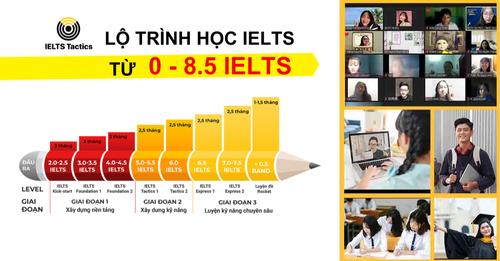 IELTS Tactics
LỘ TRÌNH HỌC IELTS
TỪ 0 - 8.5 IELTS
2 tháng
2 tháng
2 tháng
2,5 tháng
2,5 tháng
2,5 tháng
2,5 tháng
1-1,5 tháng
ĐẦU RA
2.0-2.5 IELTS
3.0-3.5 IELTS
4.0-4.5 IELTS
5.0-5.5 IELTS
6.0 IELTS
6.5 IELTS
7.0-7.5 IELTS
+ 0.5 BAND
LEVEL
IELTS Kick-start
IELTS Foundation 1
IELTS Foundation 2
IELTS Tactics 1
IELTS Tactics 2
IELTS Express 1
IELTS Express 2
Luyện đề Rocket
GIAI ĐOẠN
GIAI ĐOẠN 1
Xây dựng nền tảng
GIAI ĐOẠN 2
Xây dựng kỹ năng
GIAI ĐOẠN 3
Luyện kỹ năng chuyên sâu